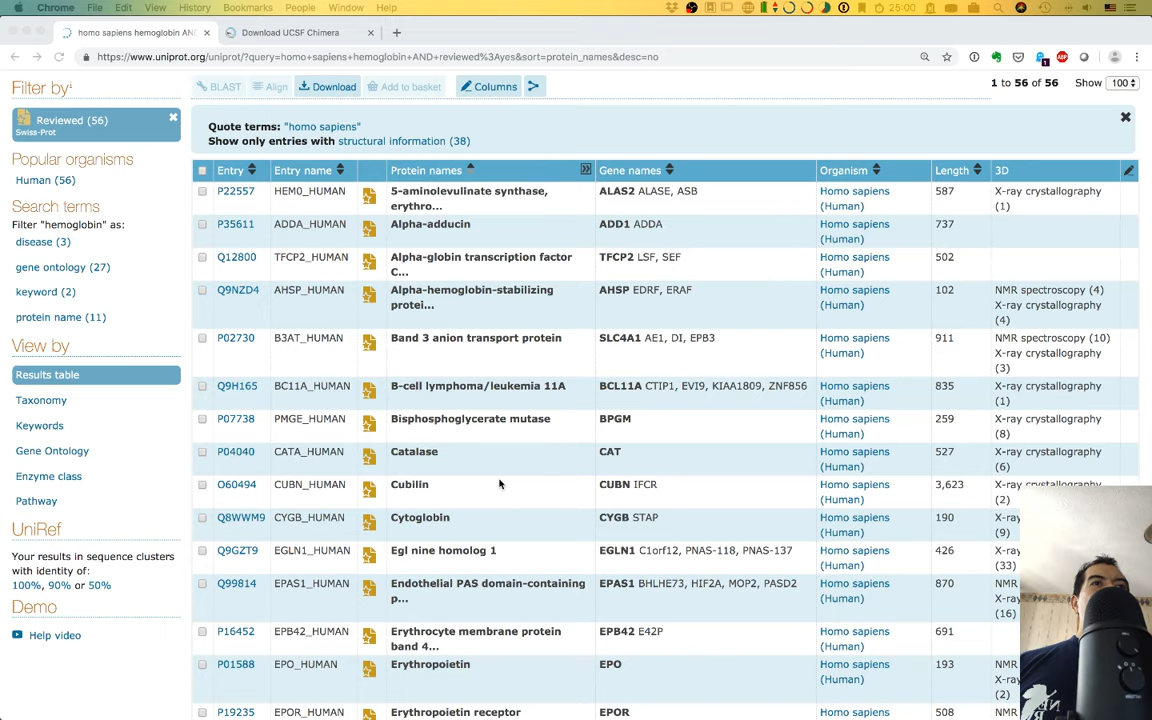 Chrome File Edit View History Bookmarks People Window Help 25:00
homo sapiens hemoglobin AN × Download UCSF Chimera × +
https://www.uniprot.org/uniprot/?query=homo+sapiens+hemoglobin+AND+reviewed%3Ayes&sort=protein_names&desc=no
Filter by¹
Reviewed (56)
Swiss-Prot
Popular organisms
Human (56)
Search terms
Filter "hemoglobin" as:
disease (3)
gene ontology (27)
keyword (2)
protein name (11)
View by
Results table
Taxonomy
Keywords
Gene Ontology
Enzyme class
Pathway
UniRef
Your results in sequence clusters
with identity of:
100%, 90% or 50%
Demo
Help video
BLAST Align Download Add to basket Columns
1 to 56 of 56 Show 100
Quote terms: "homo sapiens"
Show only entries with structural information (38)
Entry Entry name Protein names Gene names Organism Length 3D
P22557 HEM0_HUMAN 5-aminolevulinate synthase, ALAS2 ALASE, ASB Homo sapiens 587 X-ray crystallography
erythro... (Human) (1)
P35611 ADDA_HUMAN Alpha-adducin ADD1 ADDA Homo sapiens 737
(Human)
Q12800 TFCP2_HUMAN Alpha-globin transcription factor TFCP2 LSF, SEF Homo sapiens 502
C... (Human)
Q9NZD4 AHSP_HUMAN Alpha-hemoglobin-stabilizing AHSP EDRF, ERAF Homo sapiens 102 NMR spectroscopy (4)
protei... (Human) X-ray crystallography
(4)
P02730 B3AT_HUMAN Band 3 anion transport protein SLC4A1 AE1, DI, EPB3 Homo sapiens 911 NMR spectroscopy (10)
(Human) X-ray crystallography
(3)
Q9H165 BC11A_HUMAN B-cell lymphoma/leukemia 11A BCL11A CTIP1, EVI9, KIAA1809, ZNF856 Homo sapiens 835 X-ray crystallography
(Human) (1)
P07738 PMGE_HUMAN Bisphosphoglycerate mutase BPGM Homo sapiens 259 X-ray crystallography
(Human) (8)
P04040 CATA_HUMAN Catalase CAT Homo sapiens 527 X-ray crystallography
(Human) (6)
O60494 CUBN_HUMAN Cubilin CUBN IFCR Homo sapiens 3,623 X-ray crystallography
(Human) (2)
Q8WWM9 CYGB_HUMAN Cytoglobin CYGB STAP Homo sapiens 190 X-ra
(Human) (9)
Q9GZT9 EGLN1_HUMAN Egl nine homolog 1 EGLN1 C1orf12, PNAS-118, PNAS-137 Homo sapiens 426 X-ra
(Human) (33)
Q99814 EPAS1_HUMAN Endothelial PAS domain-containing EPAS1 BHLHE73, HIF2A, MOP2, PASD2 Homo sapiens 870 NMR
p... (Human) X-ra
(16)
P16452 EPB42_HUMAN Erythrocyte membrane protein EPB42 E42P Homo sapiens 691
band 4... (Human)
P01588 EPO_HUMAN Erythropoietin EPO Homo sapiens 193 NMR
(Human) X-ra
(2)
P19235 EPOR_HUMAN Erythropoietin receptor EPOR Homo sapiens 508 NMR